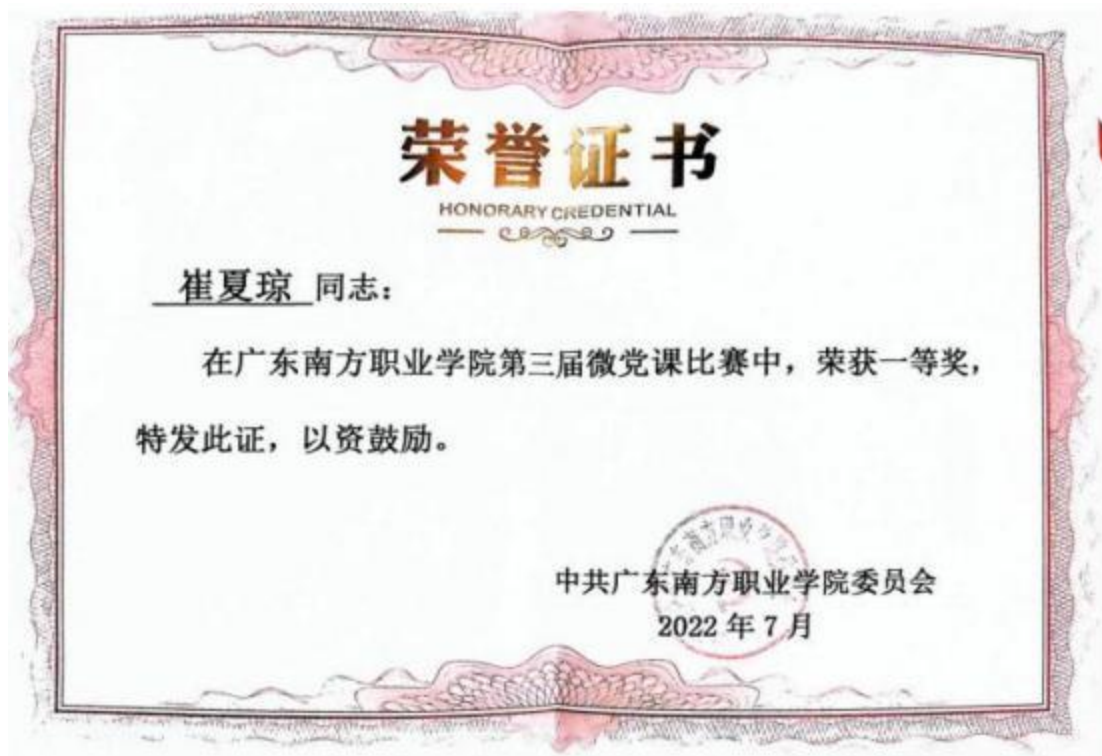 荣誉证书
HONORARY CREDENTIAL
崔夏琼 同志：
在广东南方职业学院第三届微党课比赛中，荣获一等奖，
特发此证，以资鼓励。
中共广东南方职业学院委员会
2022 年 7 月